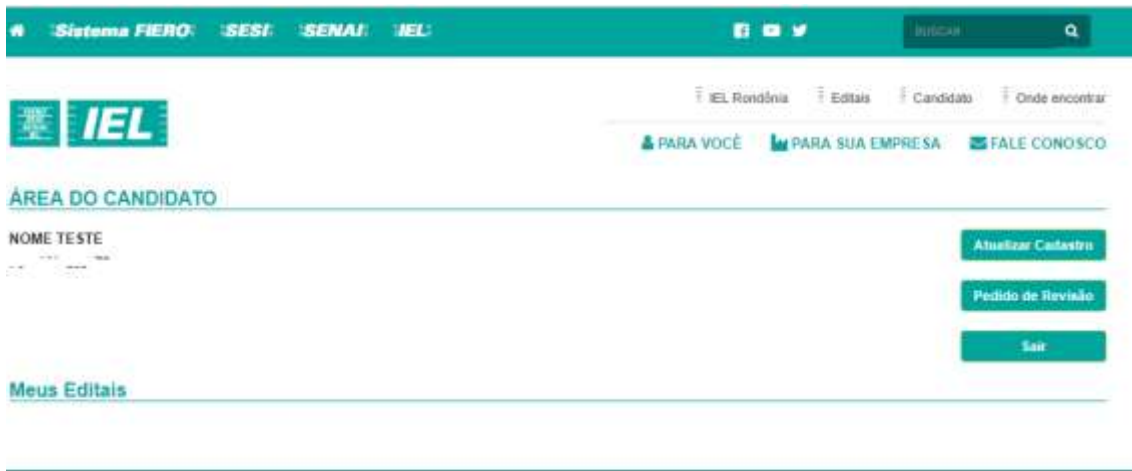 Sistema FIERO SESI SENAI IEL BUSCAR
IEL
IEL Rondônia Editais Candidato Onde encontrar
PARA VOCÊ PARA SUA EMPRESA FALE CONOSCO
ÁREA DO CANDIDATO
NOME TESTE
Atualizar Cadastro
Pedido de Revisão
Sair
Meus Editais